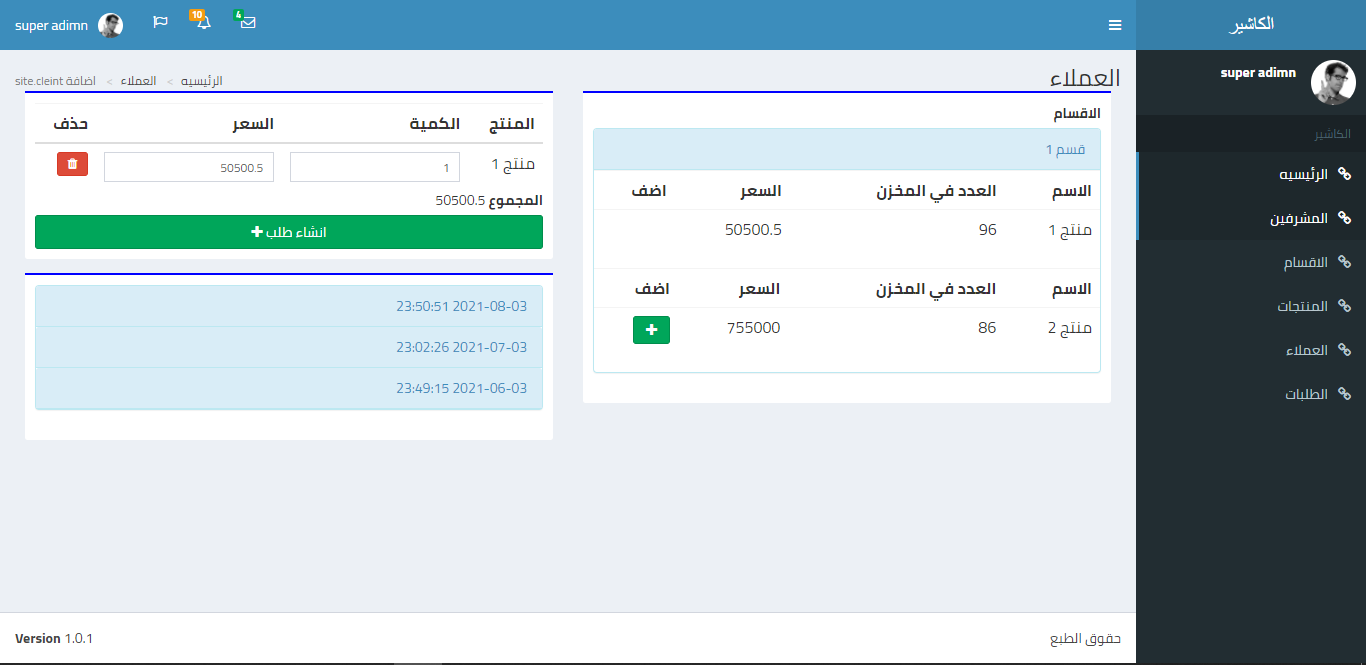 الكاشير
super adimn
4
10
super adimn
الكاشير
الرئيسيه
المشرفين
الاقسام
المنتجات
العملاء
الطلبات
العملاء
الرئيسيه > العملاء > اضافة site.cleint
الاقسام
قسم 1
الاسم العدد في المخزن السعر اضف
منتج 1 96 50500.5
الاسم العدد في المخزن السعر اضف
منتج 2 86 755000
المنتج الكمية السعر حذف
منتج 1 1 50500.5
المجموع 50500.5
انشاء طلب
23:50:51 2021-08-03
23:02:26 2021-07-03
23:49:15 2021-06-03
حقوق الطبع
Version 1.0.1